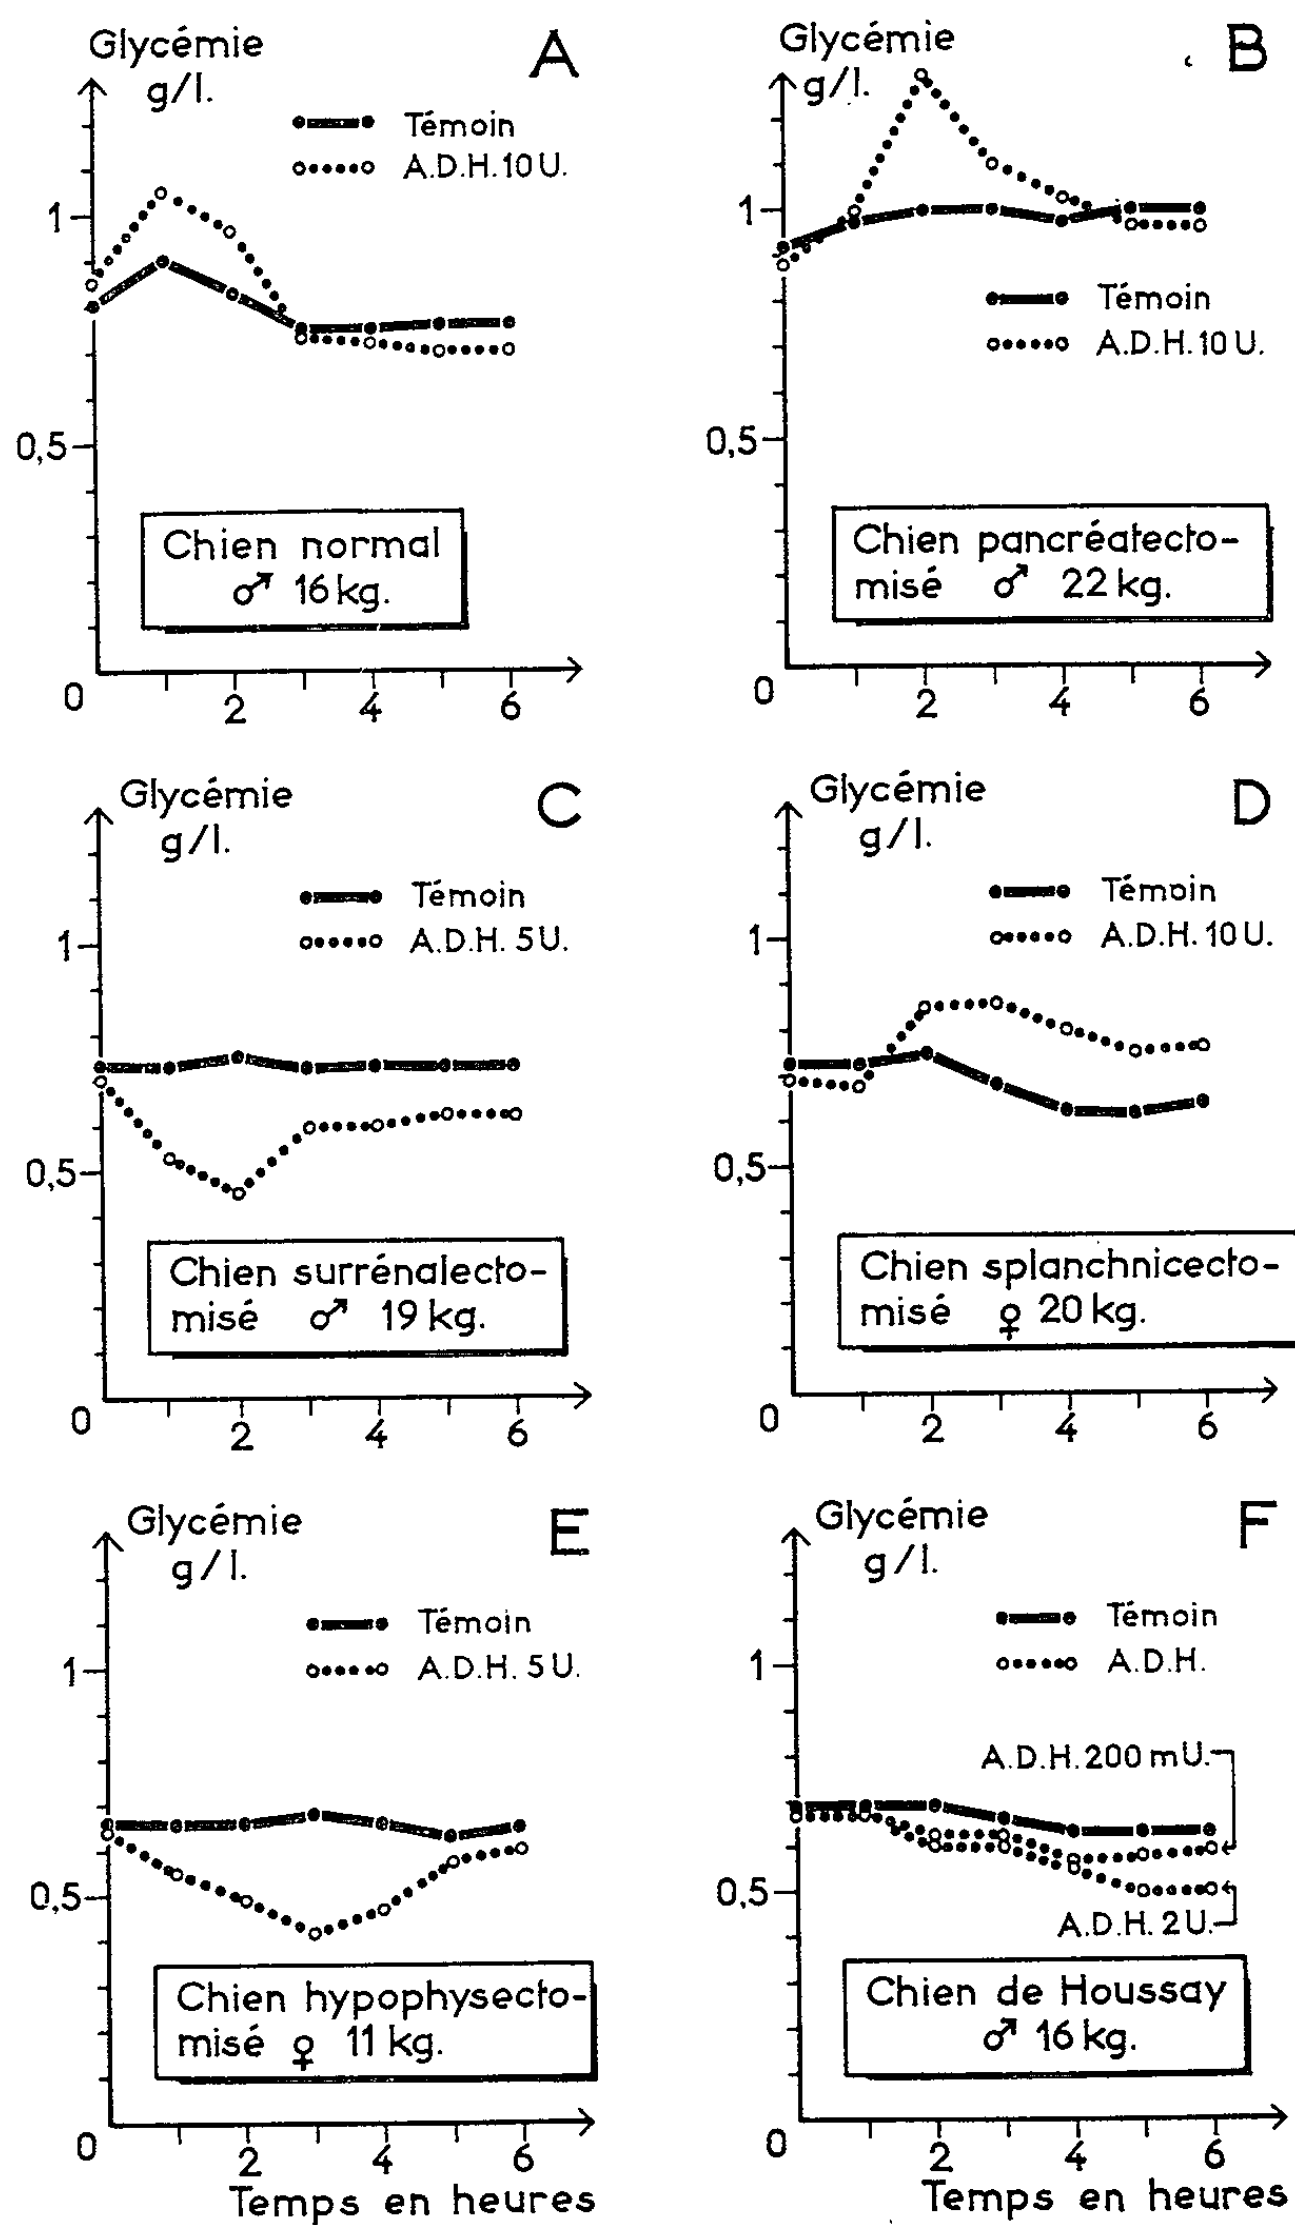 Glycémie
g/l.
A
Témoin
A.D.H. 10 U.
1
0,5
Chien normal
♂ 16 kg.
0
2
4
6
Glycémie
g/l.
B
1
Témoin
A.D.H. 10 U.
0,5
Chien pancréatecto-
misé ♂ 22 kg.
0
2
4
6
Glycémie
g/l.
C
Témoin
A.D.H. 5 U.
1
0,5
Chien surrénalecto-
misé ♂ 19 kg.
0
2
4
6
Glycémie
g/l.
D
Témoin
A.D.H. 10 U.
1
0,5
Chien splanchnicecto-
misé ♀ 20 kg.
0
2
4
6
Glycémie
g/l.
E
Témoin
A.D.H. 5 U.
1
0,5
Chien hypophysecto-
misé ♀ 11 kg.
0
2
4
6
Temps en heures
Glycémie
g/l.
F
Témoin
A.D.H.
1
A.D.H. 200 mU.
0,5
A.D.H. 2 U.
Chien de Houssay
♂ 16 kg.
0
2
4
6
Temps en heures